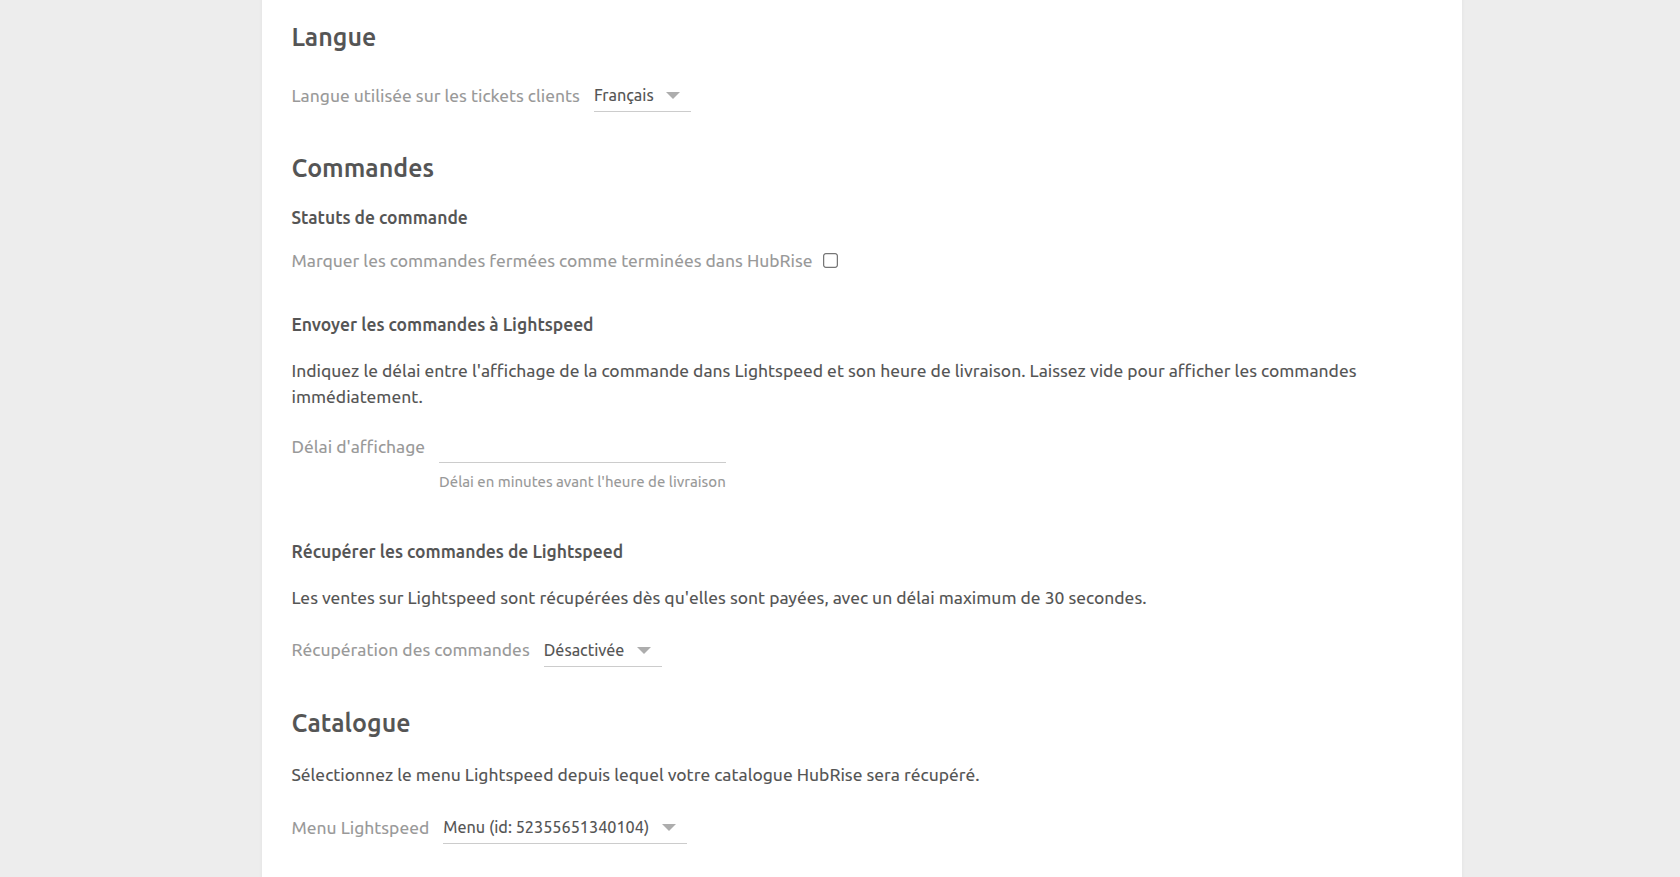 Langue
Langue utilisée sur les tickets clients Français
Commandes
Statuts de commande
Marquer les commandes fermées comme terminées dans HubRise
Envoyer les commandes à Lightspeed
Indiquez le délai entre l'affichage de la commande dans Lightspeed et son heure de livraison. Laissez vide pour afficher les commandes
immédiatement.
Délai d'affichage
Délai en minutes avant l'heure de livraison
Récupérer les commandes de Lightspeed
Les ventes sur Lightspeed sont récupérées dès qu'elles sont payées, avec un délai maximum de 30 secondes.
Récupération des commandes Désactivée
Catalogue
Sélectionnez le menu Lightspeed depuis lequel votre catalogue HubRise sera récupéré.
Menu Lightspeed Menu (id: 52355651340104)